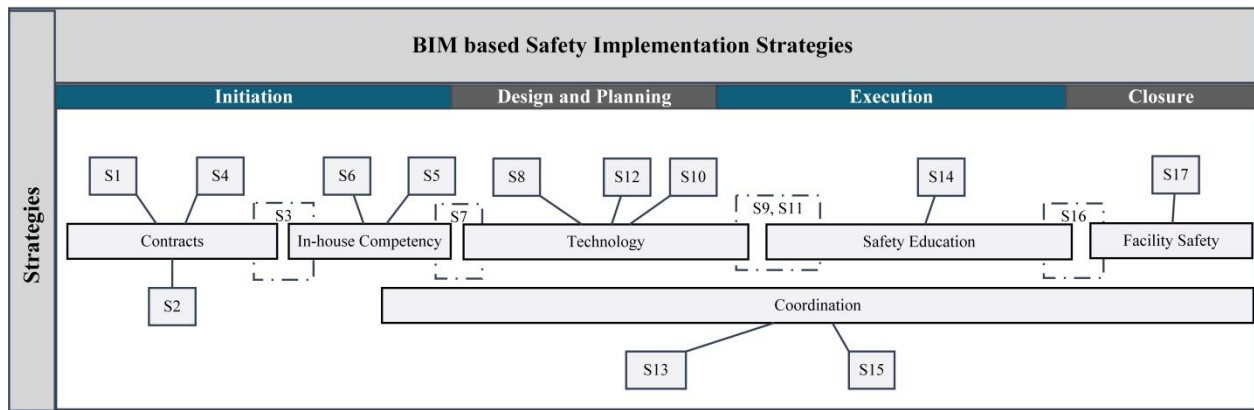 BIM based Safety Implementation Strategies
Initiation
Design and Planning
Execution
Closure
Strategies
S1
S4
S6
S5
S8
S12
S10
S14
S17
S3
S7
S9, S11
S16
Contracts
In-house Competency
Technology
Safety Education
Facility Safety
S2
Coordination
S13
S15